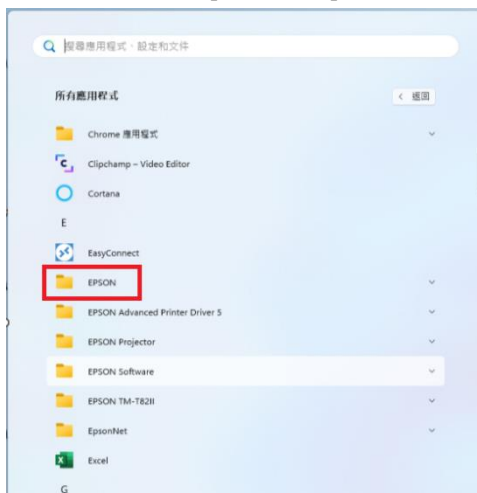 搜尋應用程式、設定和文件
所有應用程式
< 返回
Chrome 應用程式
Clipchamp – Video Editor
Cortana
E
EasyConnect
EPSON
EPSON Advanced Printer Driver 5
EPSON Projector
EPSON Software
EPSON TM-T82II
EpsonNet
Excel
G